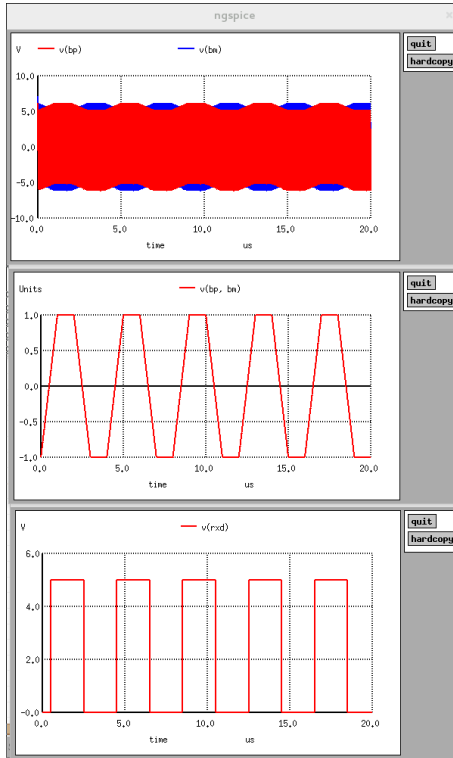 ngspice
V v(bp) v(bm) quit
hardcopy
10.0
5.0
0.0
-5.0
-10.0
0.0 5.0 10.0 15.0 20.0
time us
Units v(bp, bm) quit
hardcopy
1.0
0.5
0.0
-0.5
-1.0
0.0 5.0 10.0 15.0 20.0
time us
V v(rxd) quit
hardcopy
6.0
4.0
2.0
-0.0
0.0 5.0 10.0 15.0 20.0
time us